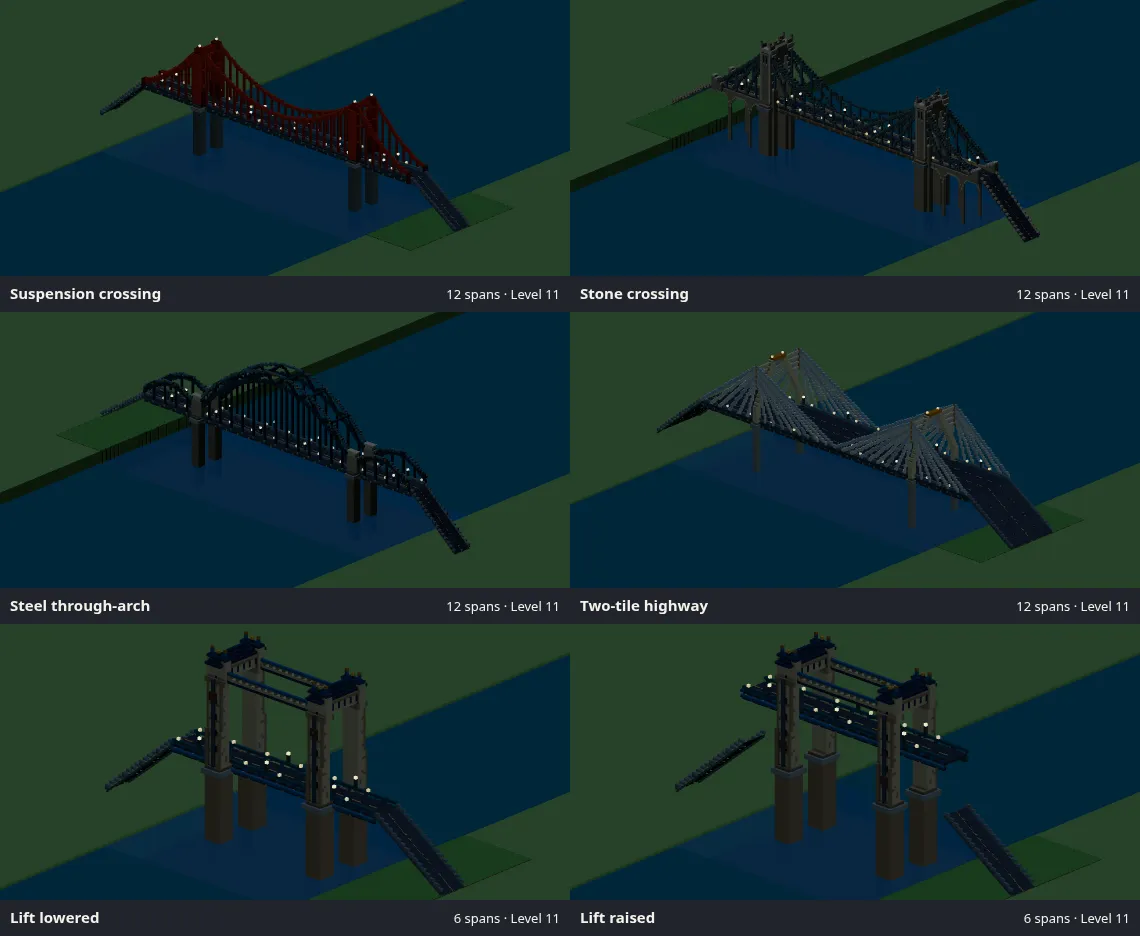 Suspension crossing 12 spans · Level 11
Stone crossing 12 spans · Level 11
Steel through-arch 12 spans · Level 11
Two-tile highway 12 spans · Level 11
Lift lowered 6 spans · Level 11
Lift raised 6 spans · Level 11